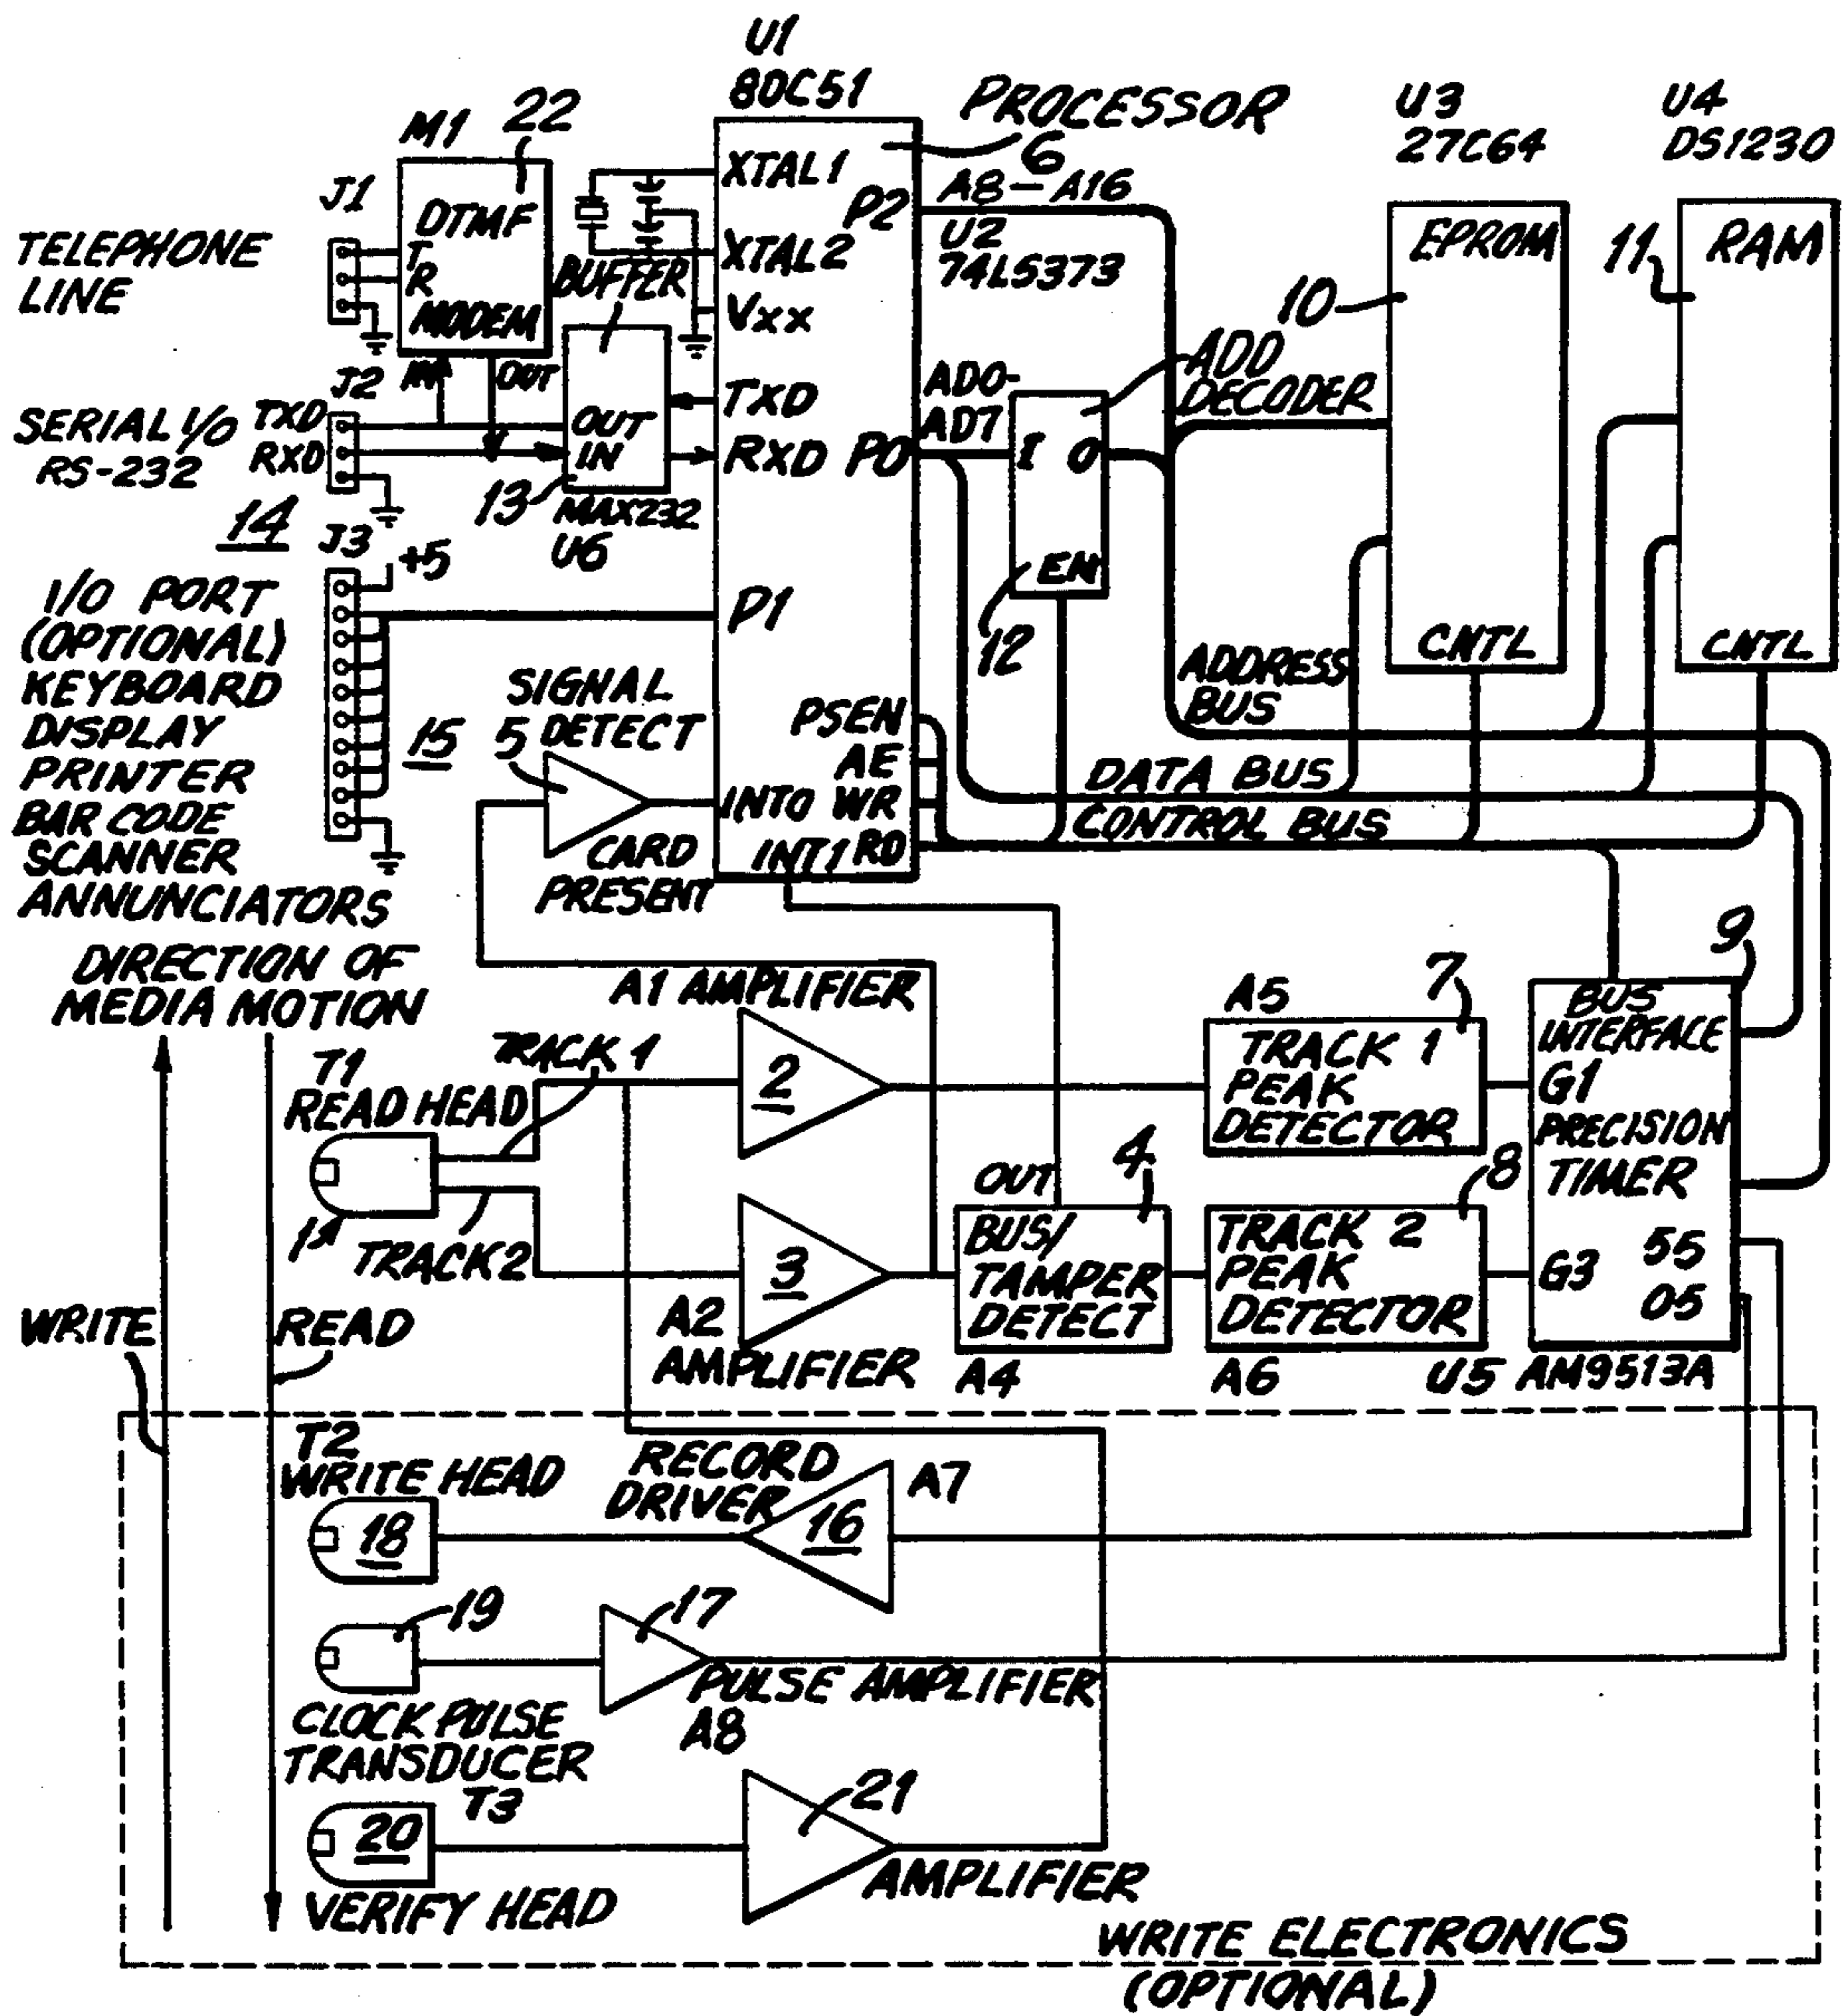 U1
80C51
PROCESSOR
6
U3
27C64
U4
DS1230
M1
22
J1
DTMF
T
R
MODEM
TELEPHONE
LINE
XTAL1
XTAL2
Vxx
P2
A8-A16
U2
74LS373
EPROM
10
RAM
11
BUFFER
J2
IN
OUT
SERIAL I/O
RS-232
TXD
RXD
OUT
IN
13
MAX232
U6
TXD
RXD
P0
AD0-
AD7
I
O
EN
12
ADD
DECODER
CNTL
CNTL
14
J3
+5
I/O PORT
(OPTIONAL)
KEYBOARD
DISPLAY
PRINTER
BAR CODE
SCANNER
ANNUNCIATORS
15
P1
SIGNAL
DETECT
5
CARD
PRESENT
PSEN
AE
INTO
WR
INT1
RD
ADDRESS
BUS
DATA BUS
CONTROL BUS
DIRECTION OF
MEDIA MOTION
A1 AMPLIFIER
TRACK 1
2
T1
READ HEAD
1
TRACK 2
3
A2
AMPLIFIER
OUT
4
BUS/
TAMPER
DETECT
A4
A5
7
TRACK 1
PEAK
DETECTOR
8
TRACK 2
PEAK
DETECTOR
A6
9
BUS
INTERFACE
G1
PRECISION
TIMER
G3
55
05
U5 AM9513A
WRITE
READ
T2
WRITE HEAD
18
RECORD
DRIVER
16
A7
19
17
CLOCK PULSE
TRANSDUCER
T3
PULSE AMPLIFIER
A8
20
VERIFY HEAD
21
AMPLIFIER
WRITE ELECTRONICS
(OPTIONAL)